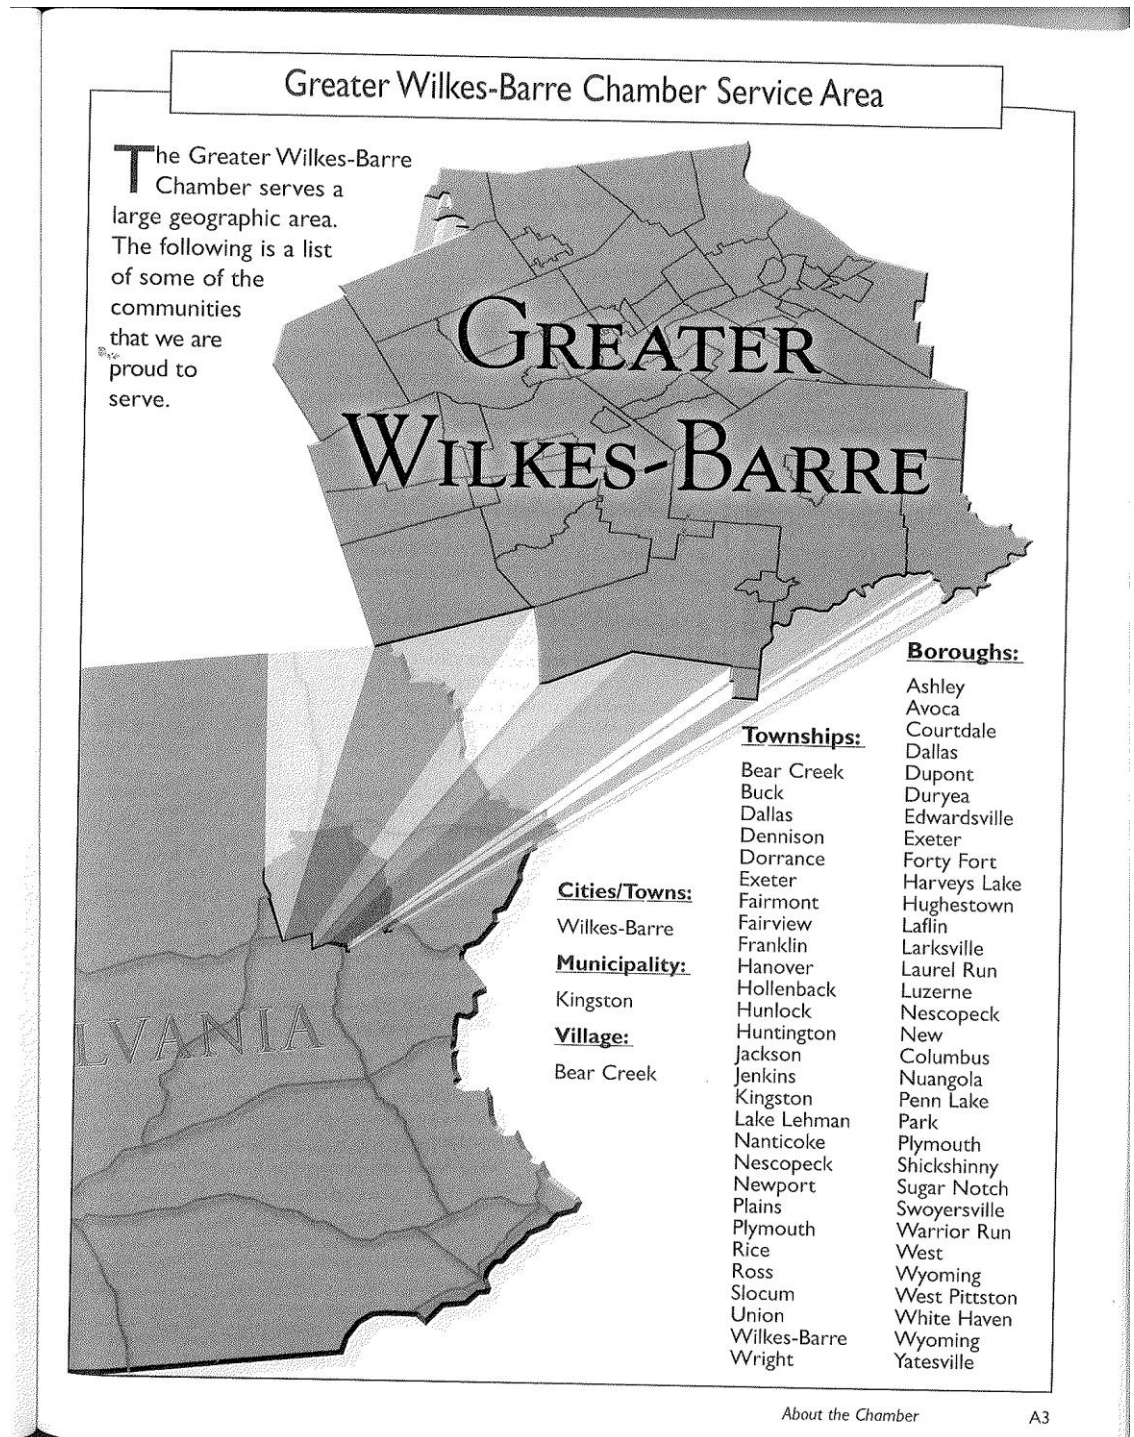 Greater Wilkes-Barre Chamber Service Area
The Greater Wilkes-Barre
Chamber serves a
large geographic area.
The following is a list
of some of the
communities
that we are
proud to
serve.
GREATER
WILKES-BARRE
LVANIA
Cities/Towns:
Wilkes-Barre
Municipality:
Kingston
Village:
Bear Creek
Townships:
Bear Creek
Buck
Dallas
Dennison
Dorrance
Exeter
Fairmont
Fairview
Franklin
Hanover
Hollenback
Hunlock
Huntington
Jackson
Jenkins
Kingston
Lake Lehman
Nanticoke
Nescopeck
Newport
Plains
Plymouth
Rice
Ross
Slocum
Union
Wilkes-Barre
Wright
Boroughs:
Ashley
Avoca
Courtdale
Dallas
Dupont
Duryea
Edwardsville
Exeter
Forty Fort
Harveys Lake
Hughestown
Laflin
Larksville
Laurel Run
Luzerne
Nescopeck
New
Columbus
Nuangola
Penn Lake
Park
Plymouth
Shickshinny
Sugar Notch
Swoyersville
Warrior Run
West
Wyoming
West Pittston
White Haven
Wyoming
Yatesville
About the Chamber A3